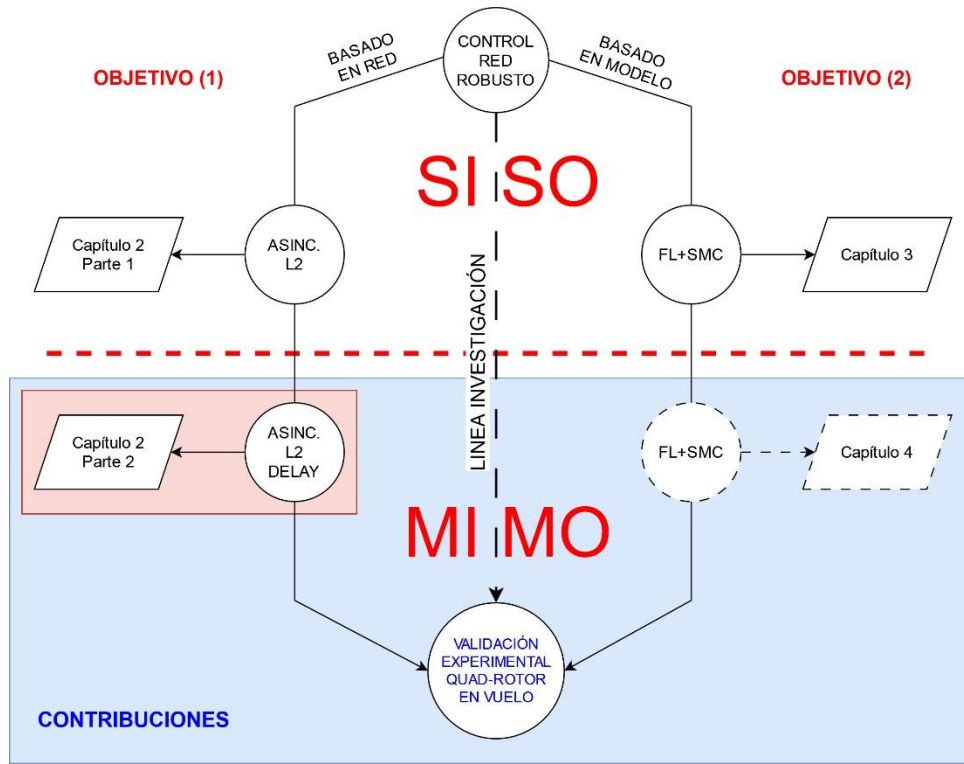 CONTROL
RED
ROBUSTO
BASADO
EN RED
BASADO
EN MODELO
OBJETIVO (1)
OBJETIVO (2)
SI SO
Capítulo 2
Parte 1
ASINC.
L2
FL+SMC
Capítulo 3
LINEA INVESTIGACIÓN
Capítulo 2
Parte 2
ASINC.
L2
DELAY
FL+SMC
Capítulo 4
MI MO
VALIDACIÓN
EXPERIMENTAL
QUAD-ROTOR
EN VUELO
CONTRIBUCIONES